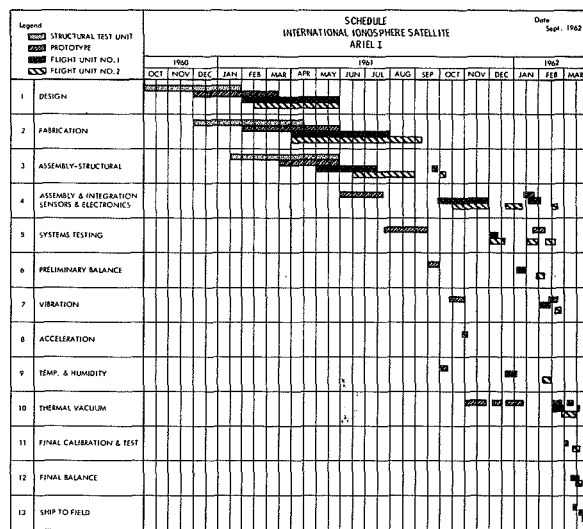 Legend
STRUCTURAL TEST UNIT
PROTOTYPE
FLIGHT UNIT NO.1
FLIGHT UNIT NO.2
SCHEDULE
INTERNATIONAL IONOSPHERE SATELLITE
ARIEL I
Date
Sept. 1962
1960 1961 1962
OCT NOV DEC JAN FEB MAR APR MAY JUN JUL AUG SEP OCT NOV DEC JAN FEB MAR
1 DESIGN
2 FABRICATION
3 ASSEMBLY-STRUCTURAL
4 ASSEMBLY & INTEGRATION
SENSORS & ELECTRONICS
5 SYSTEMS TESTING
6 PRELIMINARY BALANCE
7 VIBRATION
8 ACCELERATION
9 TEMP. & HUMIDITY
10 THERMAL VACUUM
11 FINAL CALIBRATION & TEST
12 FINAL BALANCE
13 SHIP TO FIELD